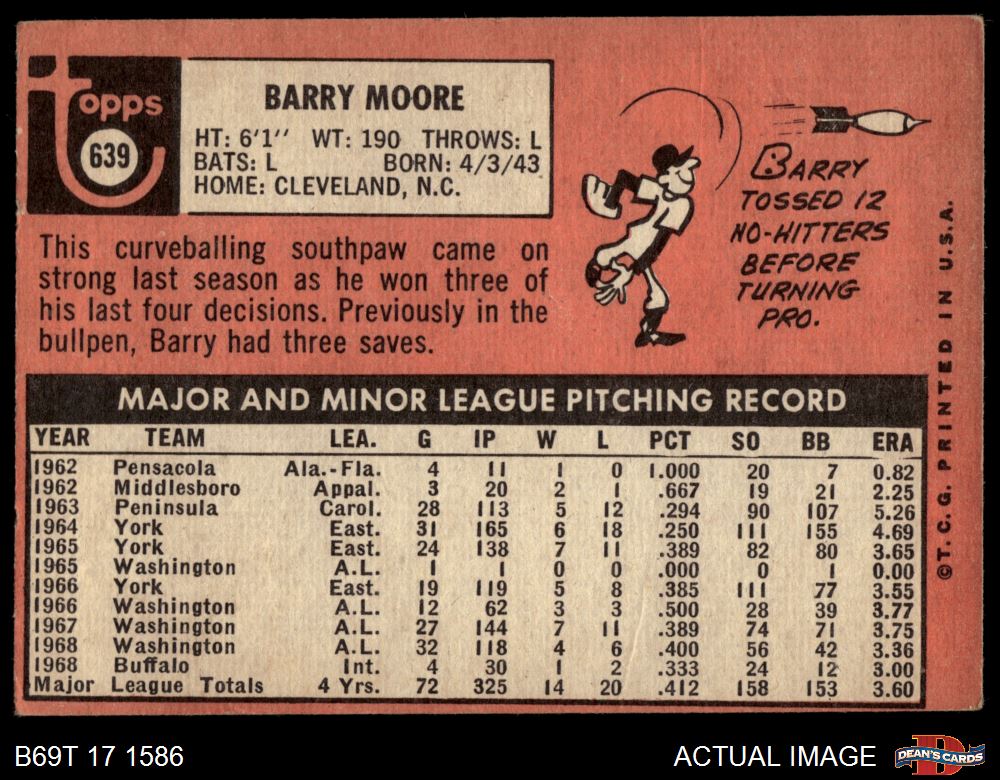 topps
639
BARRY MOORE
HT: 6'1'' WT: 190 THROWS: L
BATS: L BORN: 4/3/43
HOME: CLEVELAND, N.C.
This curveballing southpaw came on
strong last season as he won three of
his last four decisions. Previously in the
bullpen, Barry had three saves.
BARRY
TOSSED 12
NO-HITTERS
BEFORE
TURNING
PRO.
MAJOR AND MINOR LEAGUE PITCHING RECORD
YEAR TEAM LEA. G IP W L PCT SO BB ERA
1962 Pensacola Ala.-Fla. 4 11 1 0 1.000 20 7 0.82
1962 Middlesboro Appal. 3 20 2 1 .667 19 21 2.25
1963 Peninsula Carol. 28 113 5 12 .294 90 107 5.26
1964 York East. 31 165 6 18 .250 111 155 4.69
1965 York East. 24 138 7 11 .389 82 80 3.65
1965 Washington A.L. 1 1 0 0 .000 0 1 0.00
1966 York East. 19 119 5 8 .385 111 77 3.55
1966 Washington A.L. 12 62 3 3 .500 28 39 3.77
1967 Washington A.L. 27 144 7 11 .389 74 71 3.75
1968 Washington A.L. 32 118 4 6 .400 56 42 3.36
1968 Buffalo Int. 4 30 1 2 .333 24 12 3.00
Major League Totals 4 Yrs. 72 325 14 20 .412 158 153 3.60
©T.C.G. PRINTED IN U.S.A.
B69T 17 1586
ACTUAL IMAGE
DEAN'S CARDS